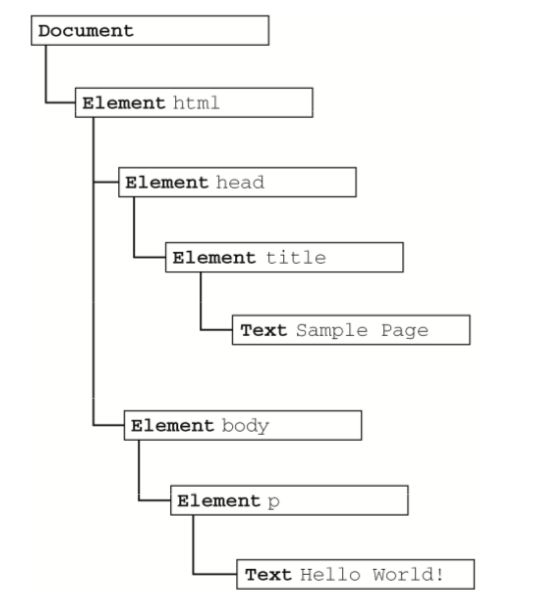 Document
Element html
Element head
Element title
Text Sample Page
Element body
Element p
Text Hello World!